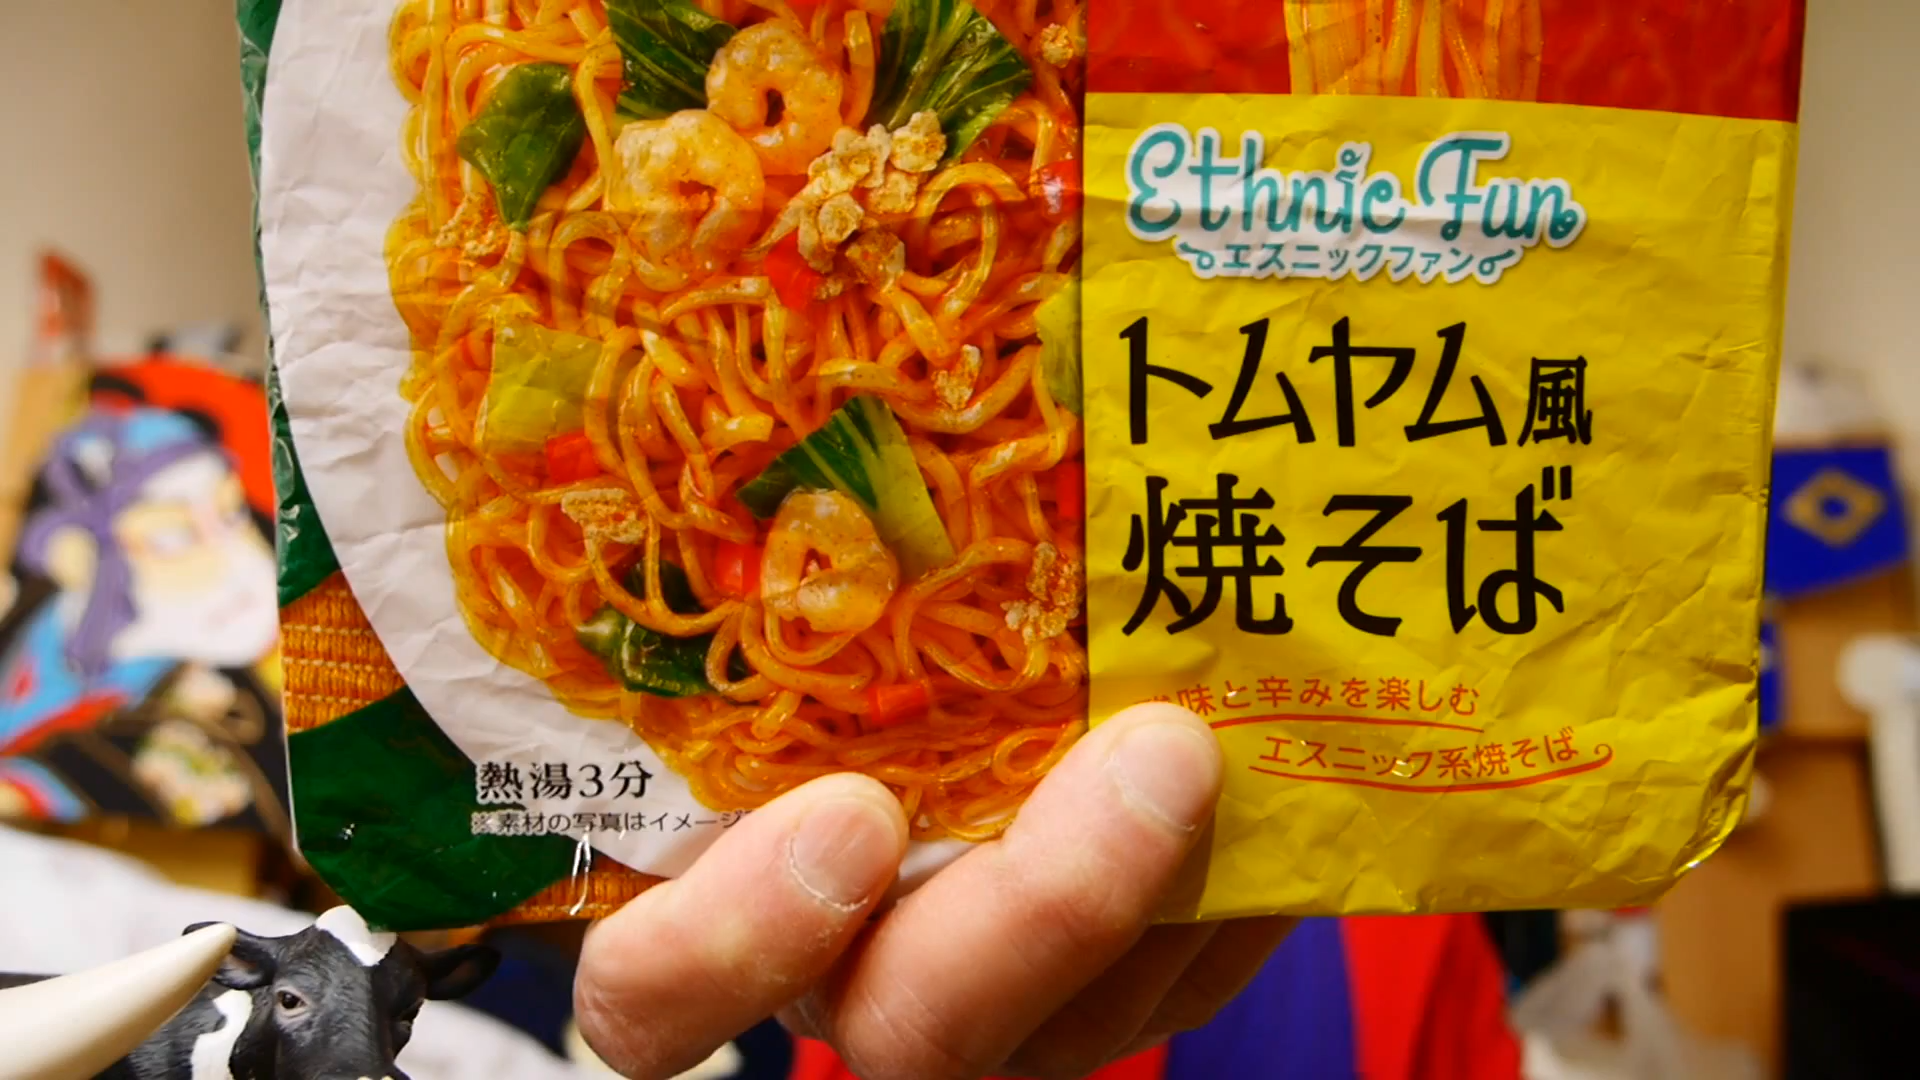 Ethnic Fun
エスニックファン
トムヤム風
焼そば
味と辛みを楽しむ
エスニック系焼そば
熱湯3分
※素材の写真はイメージ